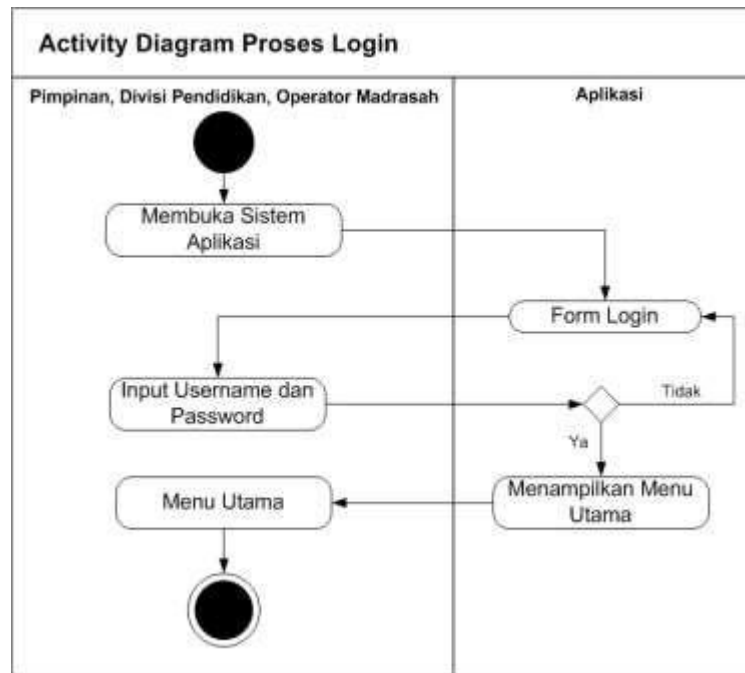 Activity Diagram Proses Login
Pimpinan, Divisi Pendidikan, Operator Madrasah
Aplikasi
Membuka Sistem
Aplikasi
Form Login
Input Username dan
Password
Tidak
Ya
Menu Utama
Menampilkan Menu
Utama